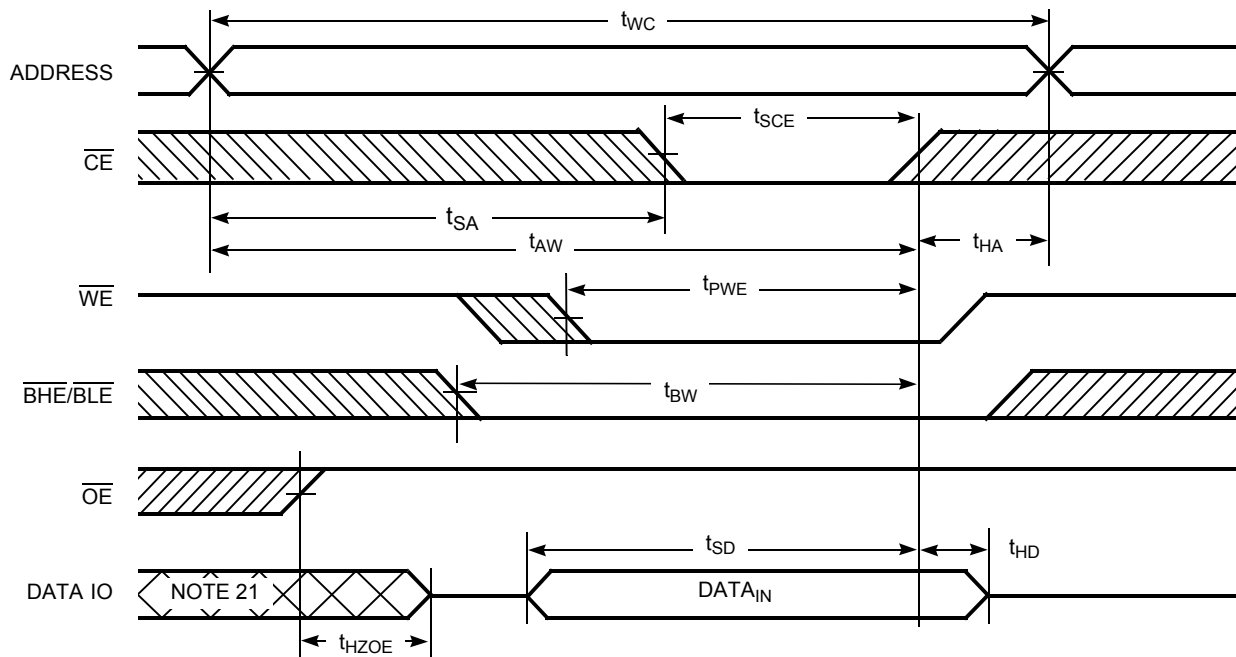 tWC
ADDRESS
tSCE
CE
tSA
tAW
tHA
WE
tPWE
BHE/BLE
tBW
OE
tSD
tHD
DATA IO
NOTE 21
DATAIN
tHZOE